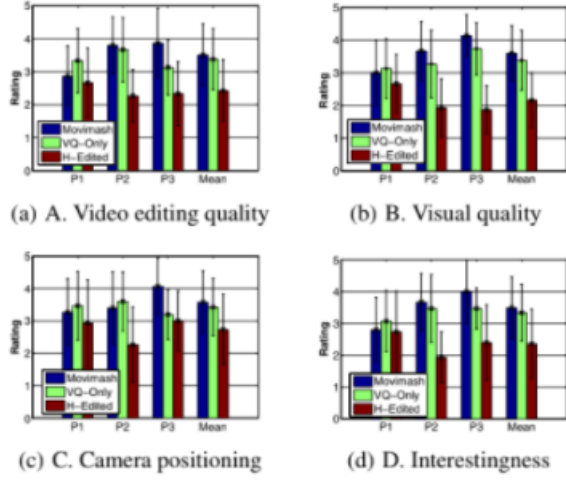 5
4
3
2
1
0
Rating
Movimash
VQ-Only
H-Edited
P1 P2 P3 Mean
(a) A. Video editing quality
5
4
3
2
1
0
Rating
Movimash
VQ-Only
H-Edited
P1 P2 P3 Mean
(b) B. Visual quality
5
4
3
2
1
0
Rating
Movimash
VQ-Only
H-Edited
P1 P2 P3 Mean
(c) C. Camera positioning
5
4
3
2
1
0
Rating
Movimash
VQ-Only
H-Edited
P1 P2 P3 Mean
(d) D. Interestingness